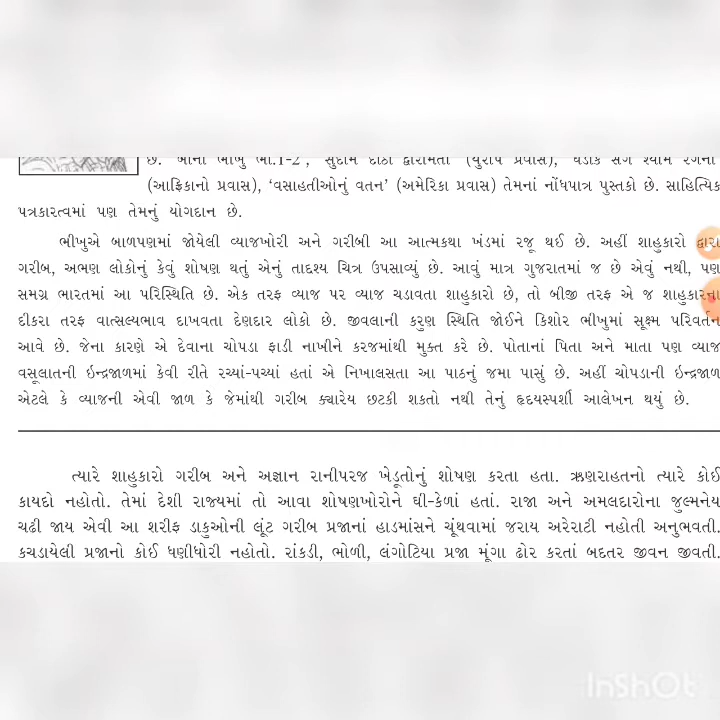 છે. 'બાનો ભીખુ ભા.1-2', (યુરોપ પ્રવાસ),
(આફ્રિકાનો પ્રવાસ), 'વસાહતીઓનું વતન' (અમેરિકા પ્રવાસ) તેમનાં નોંધપાત્ર પુસ્તકો છે. સાહિત્યિક
પત્રકારત્વમાં પણ તેમનું યોગદાન છે.
ભીખુએ બાળપણમાં જોયેલી વ્યાજખોરી અને ગરીબી આ આત્મકથા ખંડમાં રજૂ થઈ છે. અહીં શાહુકારો દ્વારા
ગરીબ, અભણ લોકોનું કેવું શોષણ થતું એનું તાદશ્ય ચિત્ર ઉપસાવ્યું છે. આવું માત્ર ગુજરાતમાં જ છે એવું નથી, પણ
સમગ્ર ભારતમાં આ પરિસ્થિતિ છે. એક તરફ વ્યાજ પર વ્યાજ ચડાવતા શાહુકારો છે, તો બીજી તરફ એ જ શાહુકારના
દીકરા તરફ વાત્સલ્યભાવ દાખવતા દેણદાર લોકો છે. જીવલાની કરુણ સ્થિતિ જોઈને કિશોર ભીખુમાં સૂક્ષ્મ પરિવર્તન
આવે છે. જેના કારણે એ દેવાના ચોપડા ફાડી નાખીને કરજમાંથી મુક્ત કરે છે. પોતાનાં પિતા અને માતા પણ વ્યાજ
વસૂલાતની ઇન્દ્રજાળમાં કેવી રીતે રચ્યાં-પચ્યાં હતાં એ નિખાલસતા આ પાઠનું જમા પાસું છે. અહીં ચોપડાની ઇન્દ્રજાળ
એટલે કે વ્યાજની એવી જાળ કે જેમાંથી ગરીબ ક્યારેય છટકી શકતો નથી તેનું હૃદયસ્પર્શી આલેખન થયું છે.
ત્યારે શાહુકારો ગરીબ અને અજ્ઞાન રાનીપરજ ખેડૂતોનું શોષણ કરતા હતા. ઋણરાહતનો ત્યારે કોઈ
કાયદો નહોતો. તેમાં દેશી રાજ્યમાં તો આવા શોષણખોરોને ઘી-કેળાં હતાં. રાજા અને અમલદારોના જુલ્મનેય
ચઢી જાય એવી આ શરીફ ડાકુઓની લૂંટ ગરીબ પ્રજાનાં હાડમાંસને ચૂંથવામાં જરાય અરેરાટી નહોતી અનુભવતી.
કચડાયેલી પ્રજાનો કોઈ ધણીધોરી નહોતો. રાંકડી, ભોળી, લંગોટિયા પ્રજા મૂંગા ઢોર કરતાં બદતર જીવન જીવતી.
InShOt